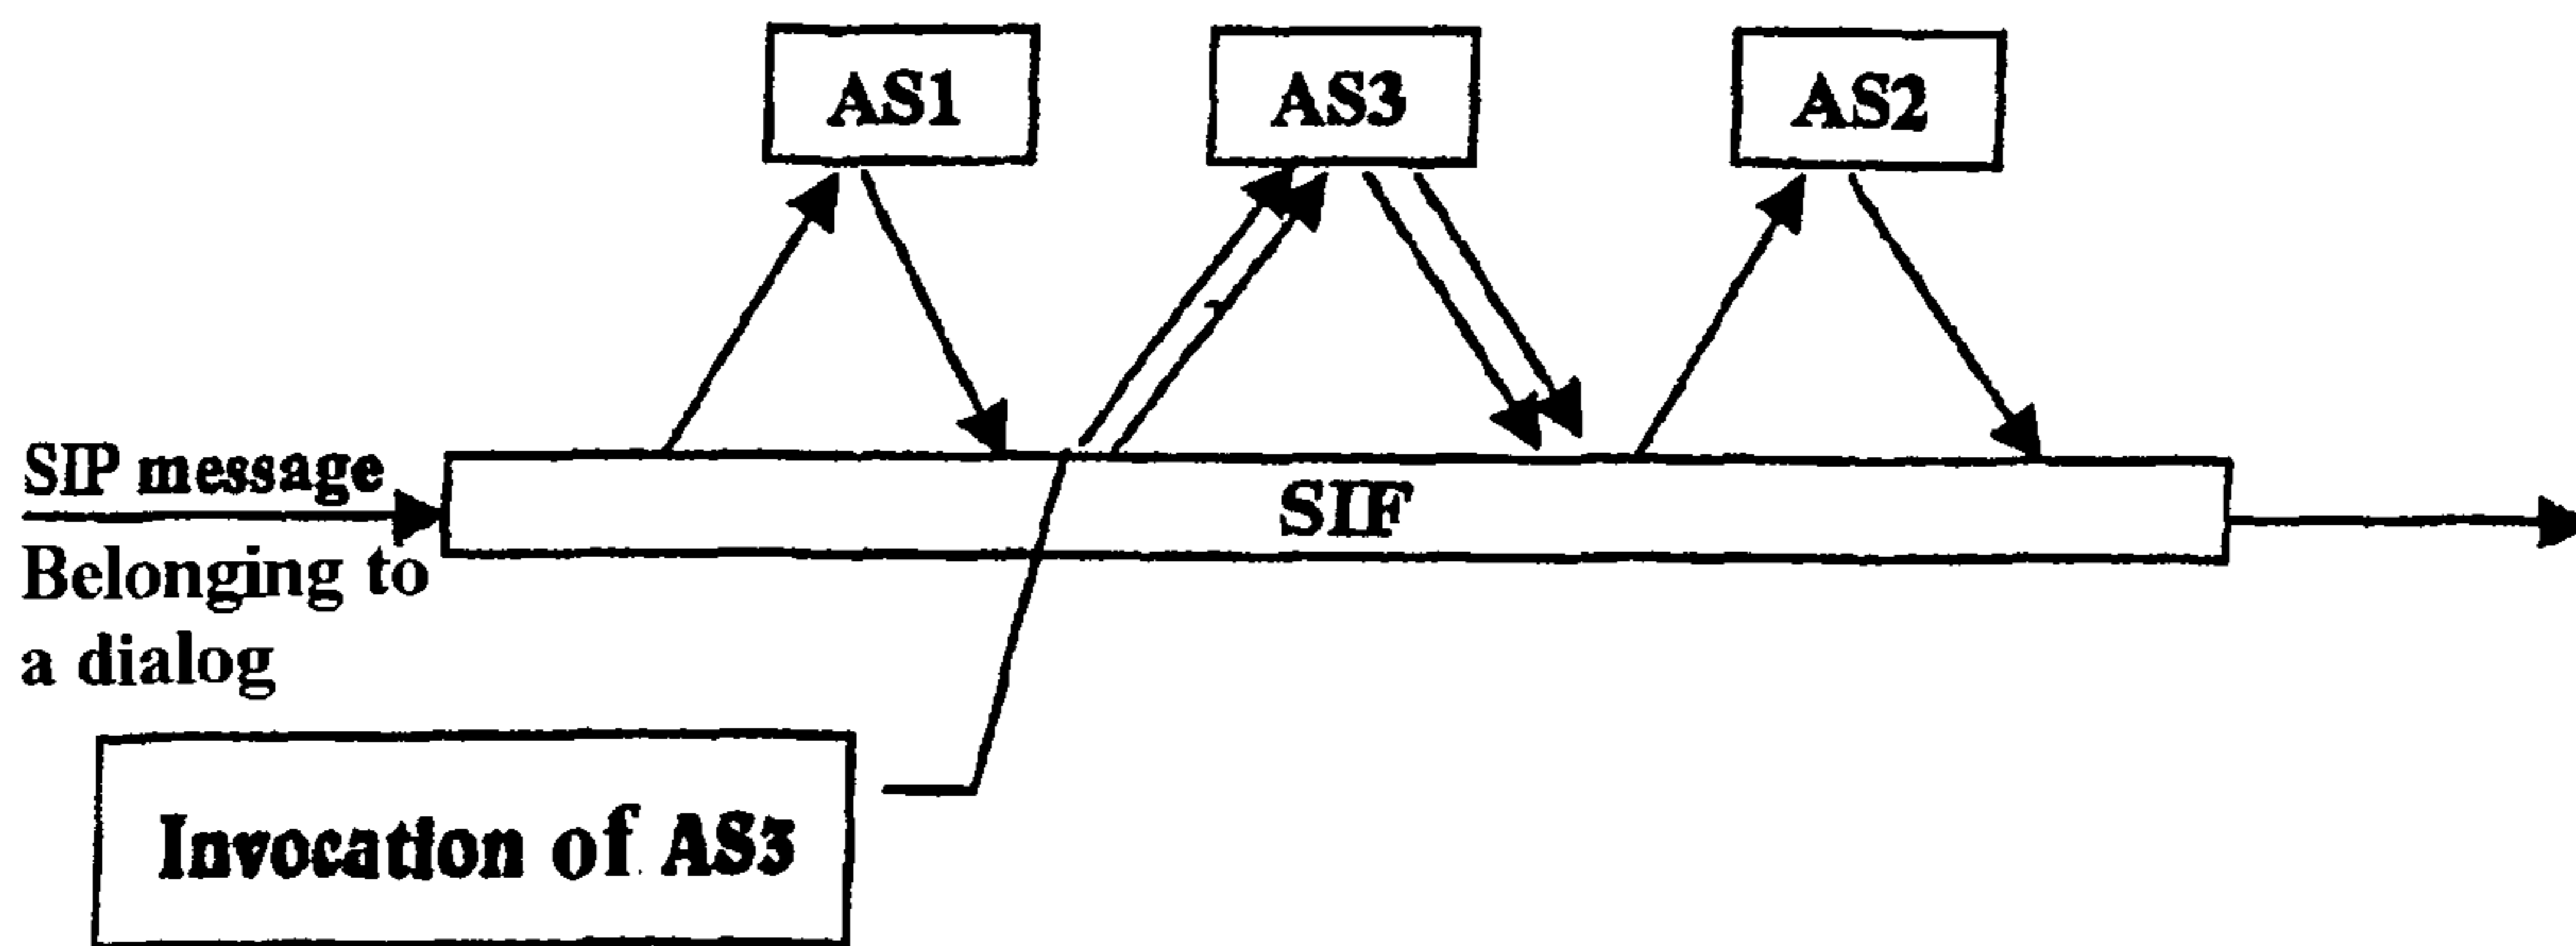 AS1
AS3
AS2
SIP message
Belonging to
a dialog
SIF
Invocation of AS3